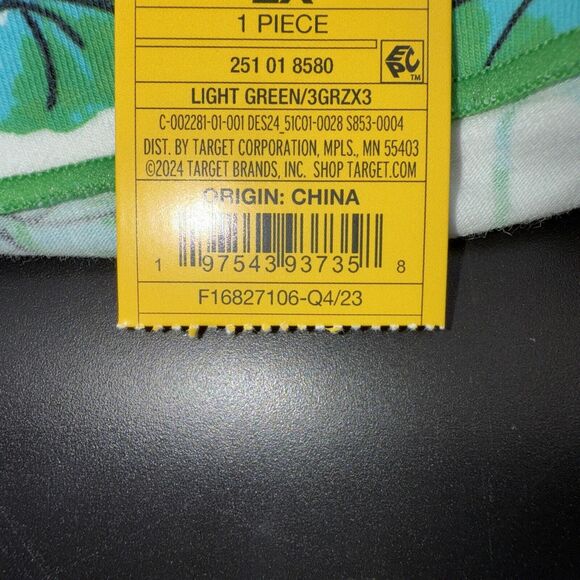 1 PIECE
251 01 8580
EPC TM
LIGHT GREEN/3GRZX3
C-002281-01-001 DES24_51C01-0028 S853-0004
DIST. BY TARGET CORPORATION, MPLS., MN 55403
©2024 TARGET BRANDS, INC. SHOP TARGET.COM
ORIGIN: CHINA
1 97543 93735 8
F16827106-Q4/23